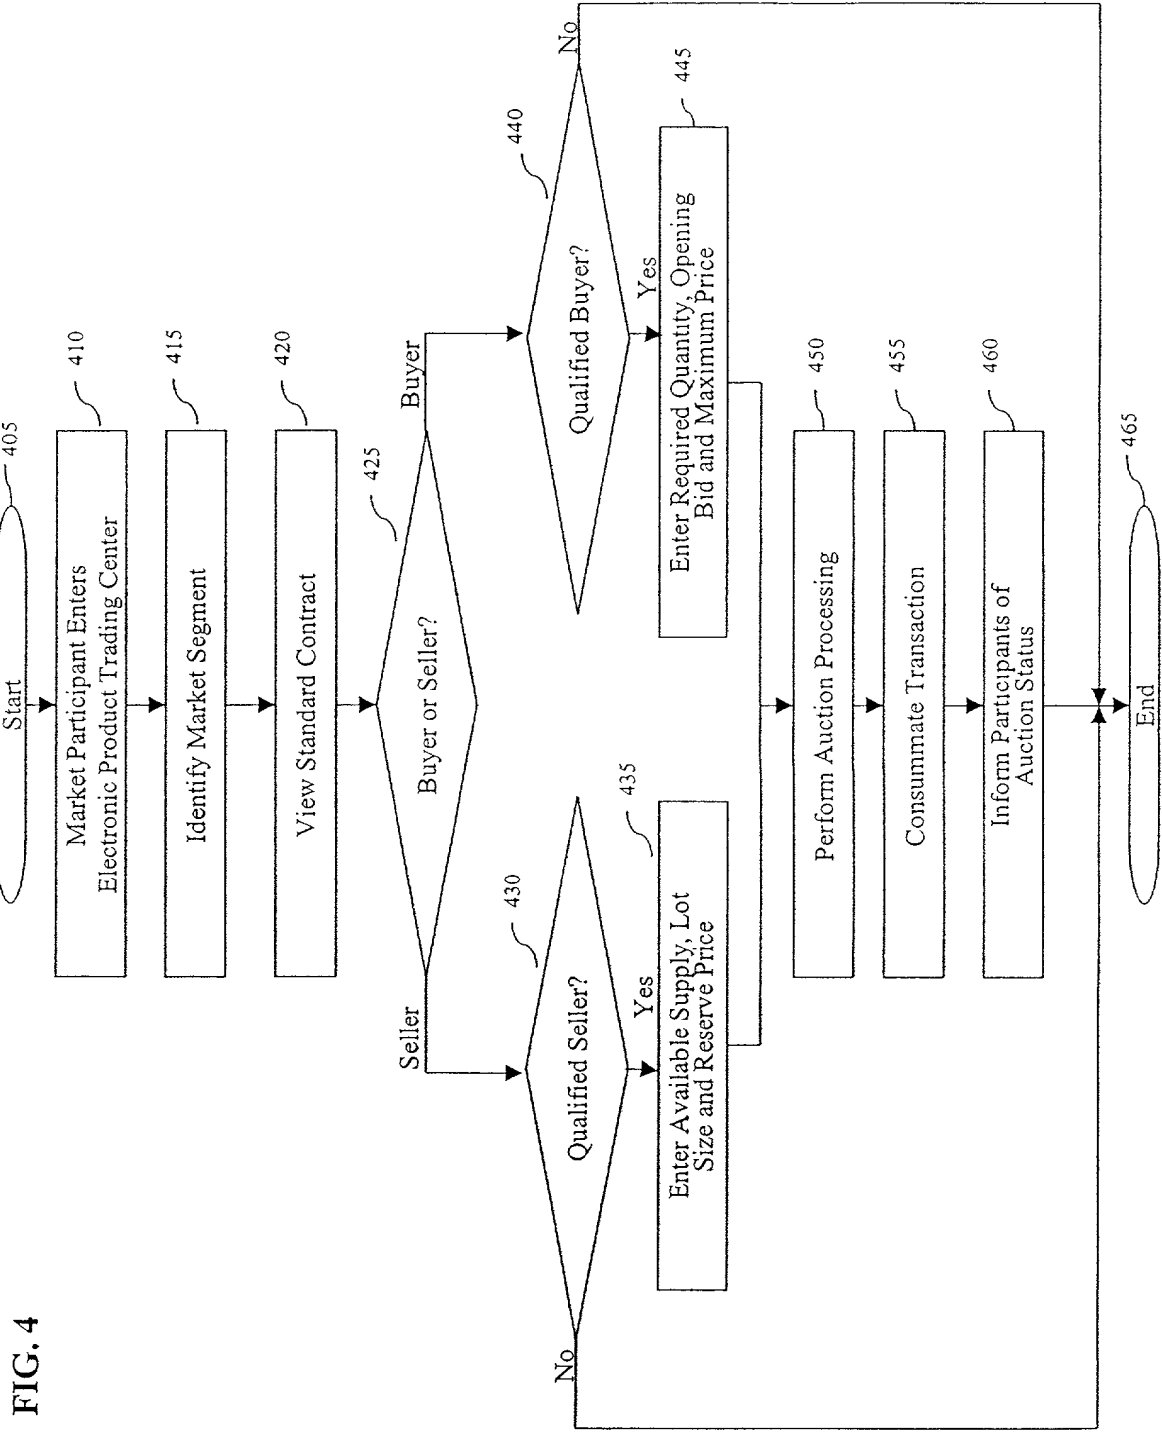 FIG. 4
Start
405
Market Participant Enters
Electronic Product Trading Center
410
Identify Market Segment
415
View Standard Contract
420
Buyer or Seller?
425
Seller
Buyer
Qualified Seller?
430
No
Yes
Enter Available Supply, Lot
Size and Reserve Price
435
Qualified Buyer?
440
No
Yes
Enter Required Quantity, Opening
Bid and Maximum Price
445
Perform Auction Processing
450
Consummate Transaction
455
Inform Participants of
Auction Status
460
End
465